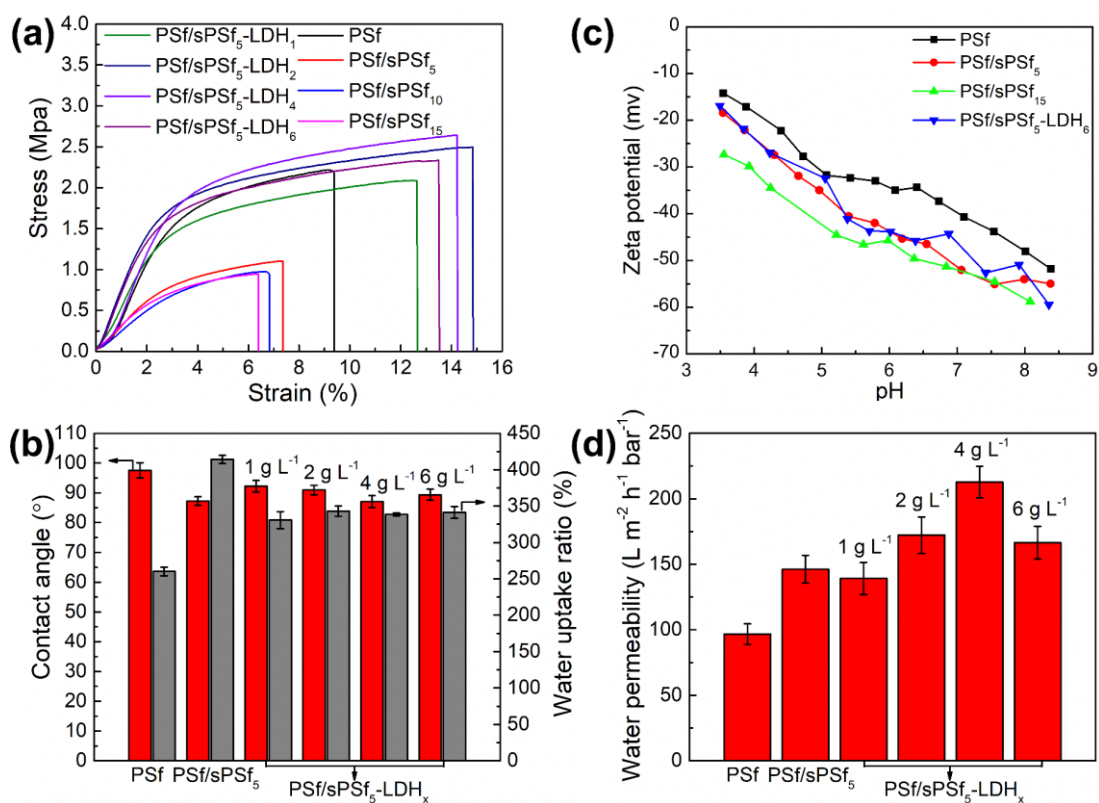 (a)
4.0
3.5
3.0
2.5
2.0
1.5
1.0
0.5
0.0
Stress (Mpa)
PSf/sPSf5-LDH1
PSf/sPSf5-LDH2
PSf/sPSf5-LDH4
PSf/sPSf5-LDH6
PSf
PSf/sPSf5
PSf/sPSf10
PSf/sPSf15
0 2 4 6 8 10 12 14 16
Strain (%)
(c)
-10
-20
-30
-40
-50
-60
-70
Zeta potential (mv)
PSf
PSf/sPSf5
PSf/sPSf15
PSf/sPSf5-LDH6
3 4 5 6 7 8 9
pH
(b)
110
100
90
80
70
60
50
40
30
20
10
0
Contact angle (°)
1 g L-1
2 g L-1
4 g L-1
6 g L-1
450
400
350
300
250
200
150
100
50
0
Water uptake ratio (%)
PSf PSf/sPSf5
PSf/sPSf5-LDHx
(d)
250
200
150
100
50
0
Water permeability (L m-2 h-1 bar-1)
1 g L-1
2 g L-1
4 g L-1
6 g L-1
PSf PSf/sPSf5
PSf/sPSf5-LDHx